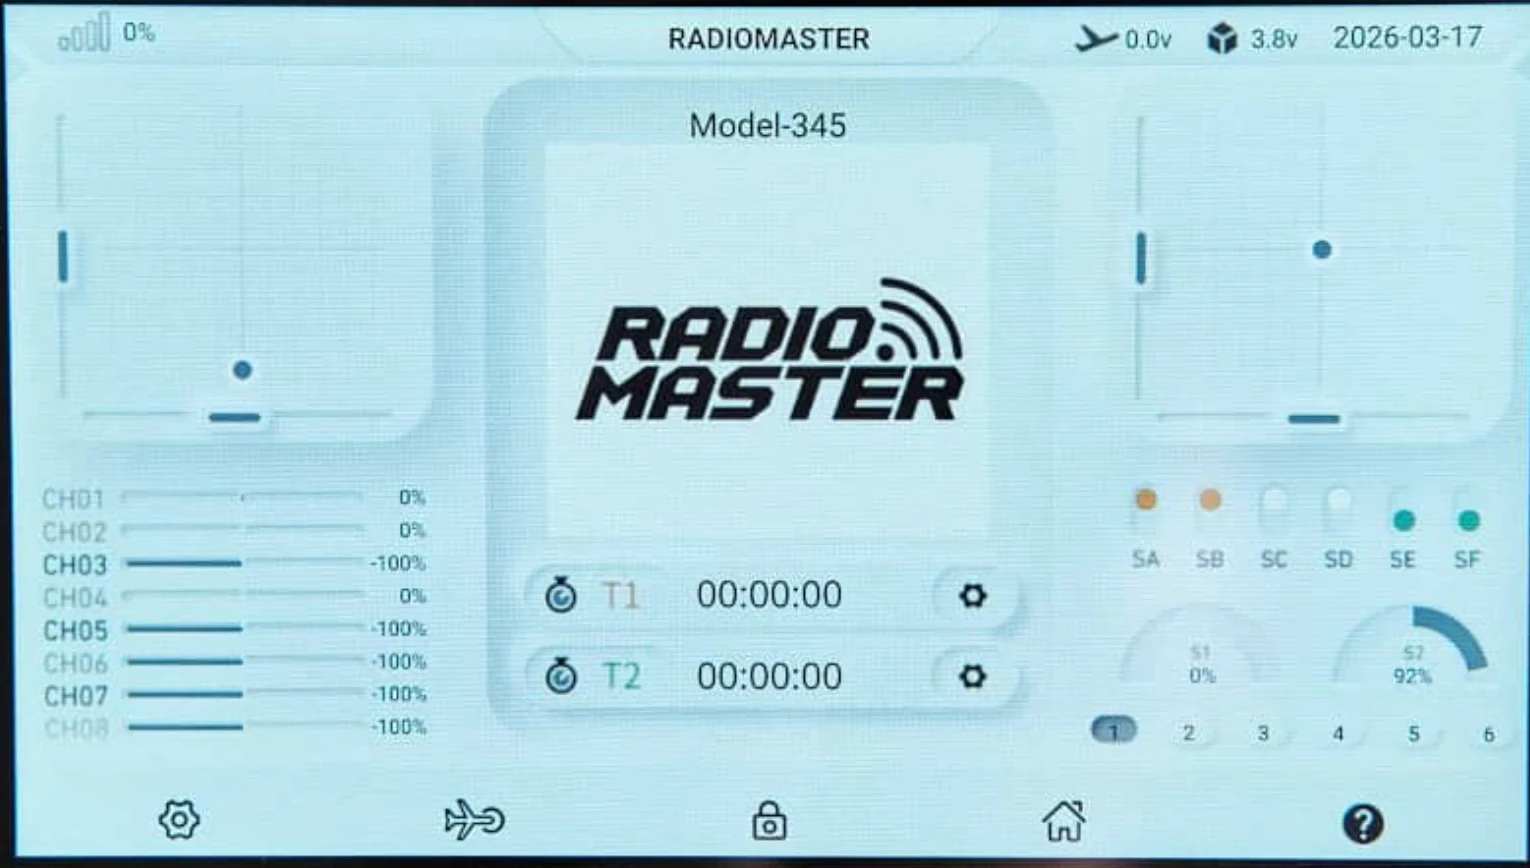 0% RADIOMASTER 0.0v 3.8v 2026-03-17
Model-345
RADIO
MASTER
T1 00:00:00
T2 00:00:00
CH01 0%
CH02 0%
CH03 -100%
CH04 0%
CH05 -100%
CH06 -100%
CH07 -100%
CH08 -100%
SA SB SC SD SE SF
S1 S2
0% 92%
1 2 3 4 5 6
?